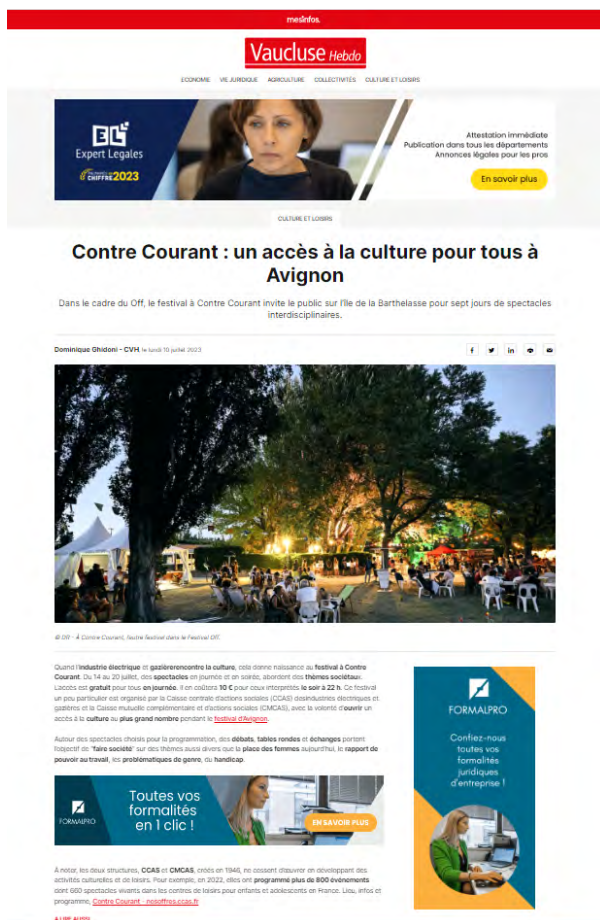 mesinfos.
Vaucluse Hebdo
ECONOMIE VIE JURIDIQUE AGRICULTURE COLLECTIVITÉS CULTURE ET LOISIRS
EL
Expert Legales
CHIFFRE 2023
Attestation immédiate
Publication dans tous les départements
Annonces légales pour les pros
En savoir plus
CULTURE ET LOISIRS
Contre Courant : un accès à la culture pour tous à
Avignon
Dans le cadre du Off, le festival à Contre Courant invite le public sur l'île de la Barthelasse pour sept jours de spectacles
interdisciplinaires.
Dominique Ghidoni - CVH, le lundi 10 juillet 2023
© DR - À Contre Courant, l'autre festival dans le Festival Off.
Quand l'industrie électrique et gazièrerencontre la culture, cela donne naissance au festival à Contre
Courant. Du 14 au 20 juillet, des spectacles en journée et en soirée, abordent des thèmes sociétaux.
L'accès est gratuit pour tous en journée. Il en coûtera 10 € pour ceux interprétés le soir à 22 h. Ce festival
un peu particulier est organisé par la Caisse centrale d'actions sociales (CCAS) desindustries électriques et
gazières et la Caisse mutuelle complémentaire et d'actions sociales (CMCAS), avec la volonté d'ouvrir un
accès à la culture au plus grand nombre pendant le festival d'Avignon.
Autour des spectacles choisis pour la programmation, des débats, tables rondes et échanges portent
l'objectif de "faire société" sur des thèmes aussi divers que la place des femmes aujourd'hui, le rapport de
pouvoir au travail, les problématiques de genre, du handicap.
FORMALPRO
Toutes vos
formalités
en 1 clic !
EN SAVOIR PLUS
À noter, les deux structures, CCAS et CMCAS, créés en 1946, ne cessent d'œuvrer en développant des
activités culturelles et de loisirs. Pour exemple, en 2022, elles ont programmé plus de 800 événements
dont 660 spectacles vivants dans les centres de loisirs pour enfants et adolescents en France. Lieu, infos et
programme, Contre Courant - nosoffres.ccas.fr
A LIRE AUSSI
FORMALPRO
Confiez-nous
toutes vos
formalités
juridiques
d'entreprise !